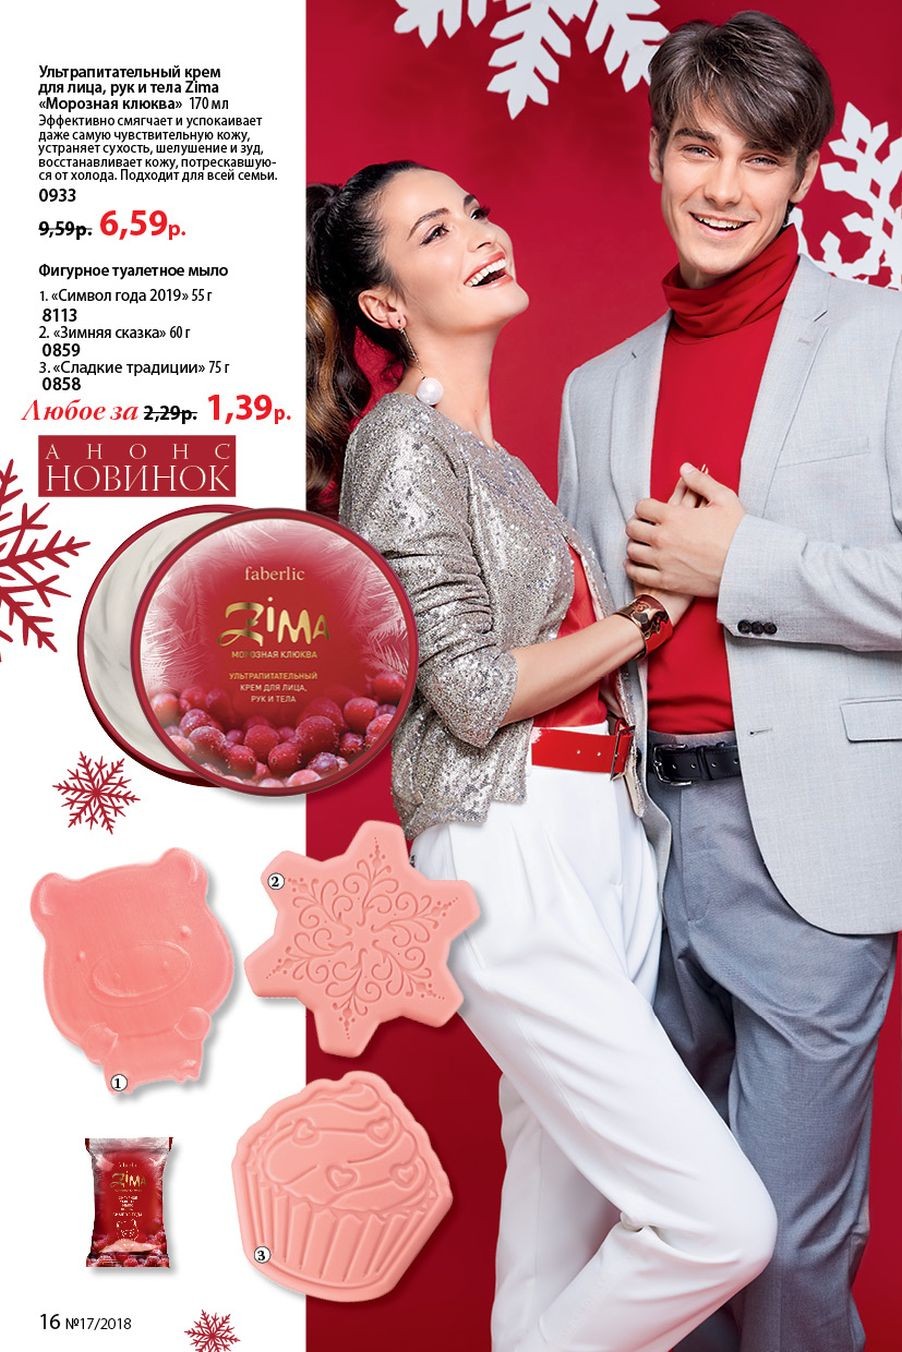 Ультрапитательный крем
для лица, рук и тела Zima
«Морозная клюква» 170 мл
Эффективно смягчает и успокаивает
даже самую чувствительную кожу,
устраняет сухость, шелушение и зуд,
восстанавливает кожу, потрескавшую-
ся от холода. Подходит для всей семьи.
0933
9,59р. 6,59р.
Фигурное туалетное мыло
1. «Символ года 2019» 55 г
8113
2. «Зимняя сказка» 60 г
0859
3. «Сладкие традиции» 75 г
0858
Любое за 2,29р. 1,39р.
АНОНС
НОВИНОК
faberlic
ZiMA
МОРОЗНАЯ КЛЮКВА
УЛЬТРАПИТАТЕЛЬНЫЙ
КРЕМ ДЛЯ ЛИЦА,
РУК И ТЕЛА
2
1
faberlic
ZiMA
3
16 №17/2018